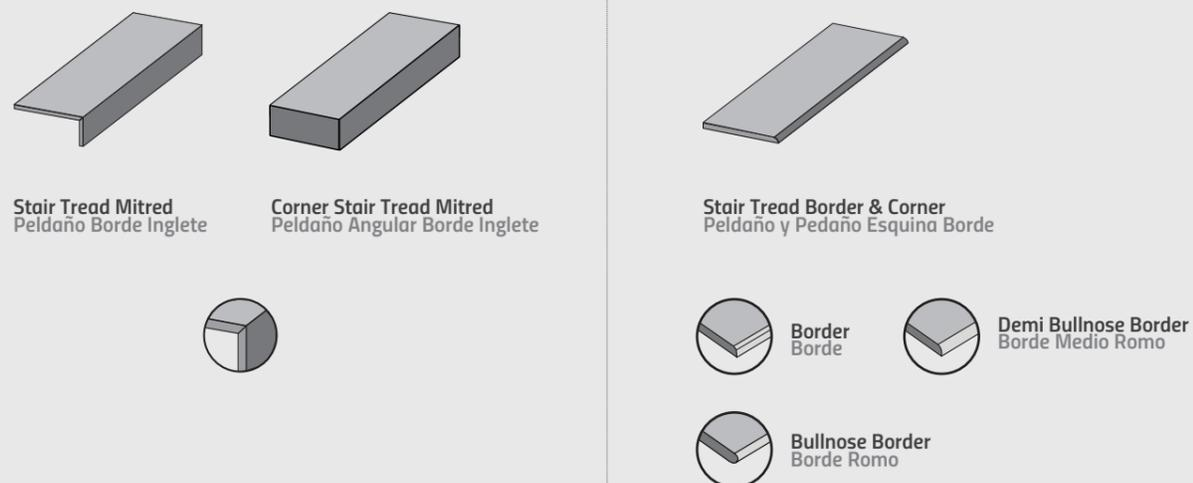 Stair Tread Mitred
Peldaño Borde Inglete
Corner Stair Tread Mitred
Peldaño Angular Borde Inglete
Stair Tread Border & Corner
Peldaño y Pedaño Esquina Borde
Border
Borde
Demi Bullnose Border
Borde Medio Romo
Bullnose Border
Borde Romo